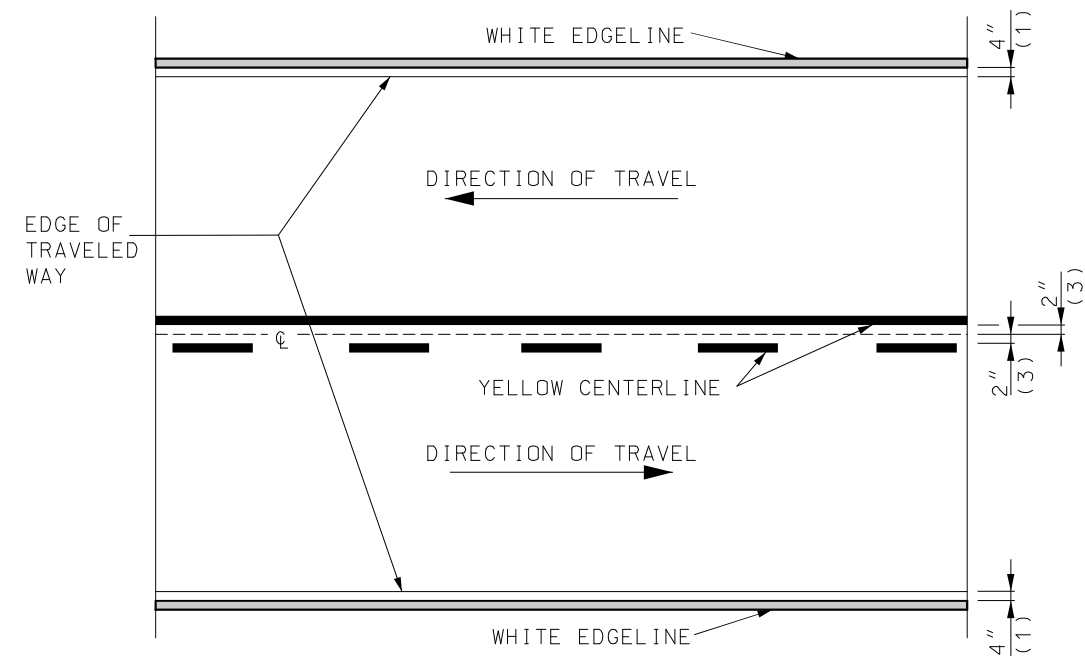 WHITE EDGELINE
4"
(1)
DIRECTION OF TRAVEL
EDGE OF
TRAVELED
WAY
2"
(3)
℄
2"
(3)
YELLOW CENTERLINE
DIRECTION OF TRAVEL
WHITE EDGELINE
4"
(1)